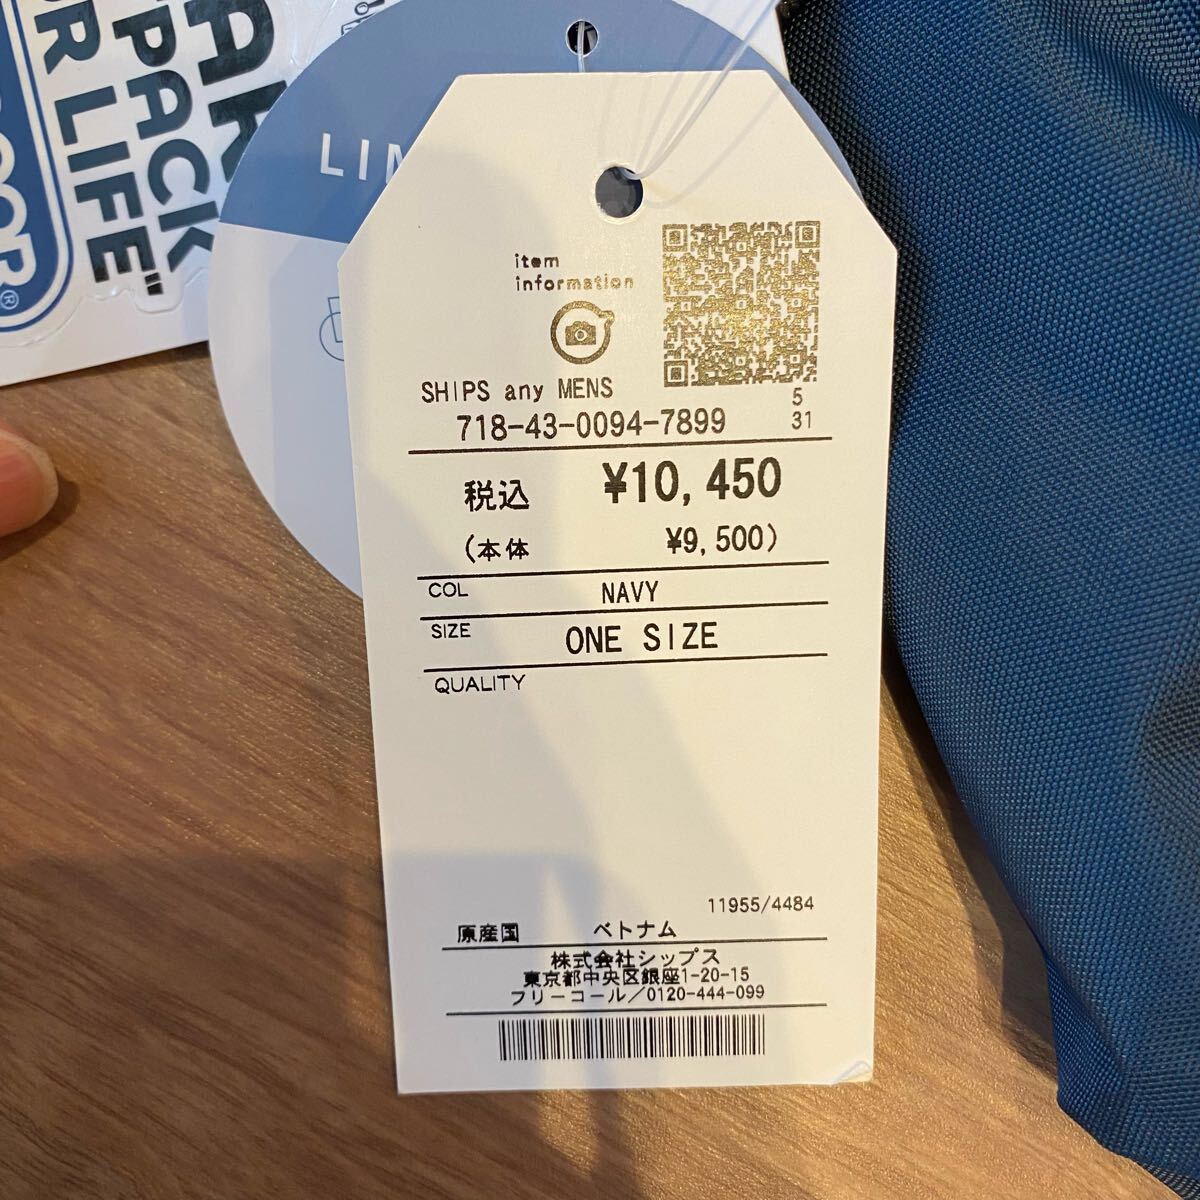 PACK
OR LIFE"
LIM
item
information
SHIPS any MENS
5
718-43-0094-7899
31
税込 ¥10,450
(本体 ¥9,500)
COL NAVY
SIZE ONE SIZE
QUALITY
11955/4484
原産国 ベトナム
株式会社シップス
東京都中央区銀座1-20-15
フリーコール/0120-444-099